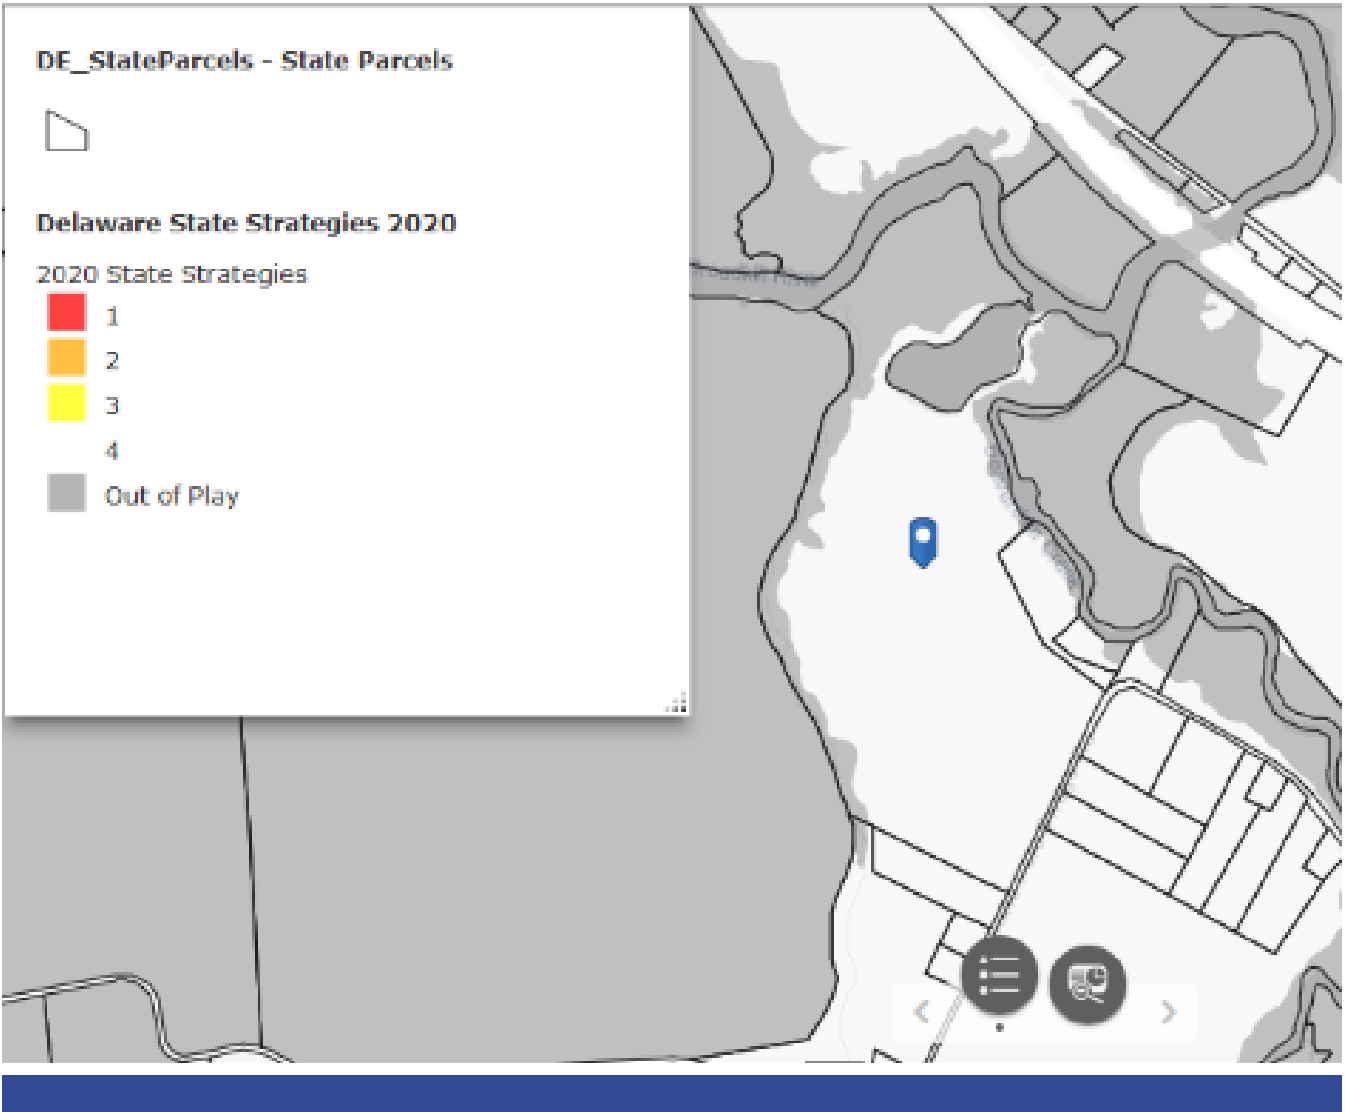 DE_StateParcels - State Parcels
Delaware State Strategies 2020
2020 State Strategies
1
2
3
4
Out of Play